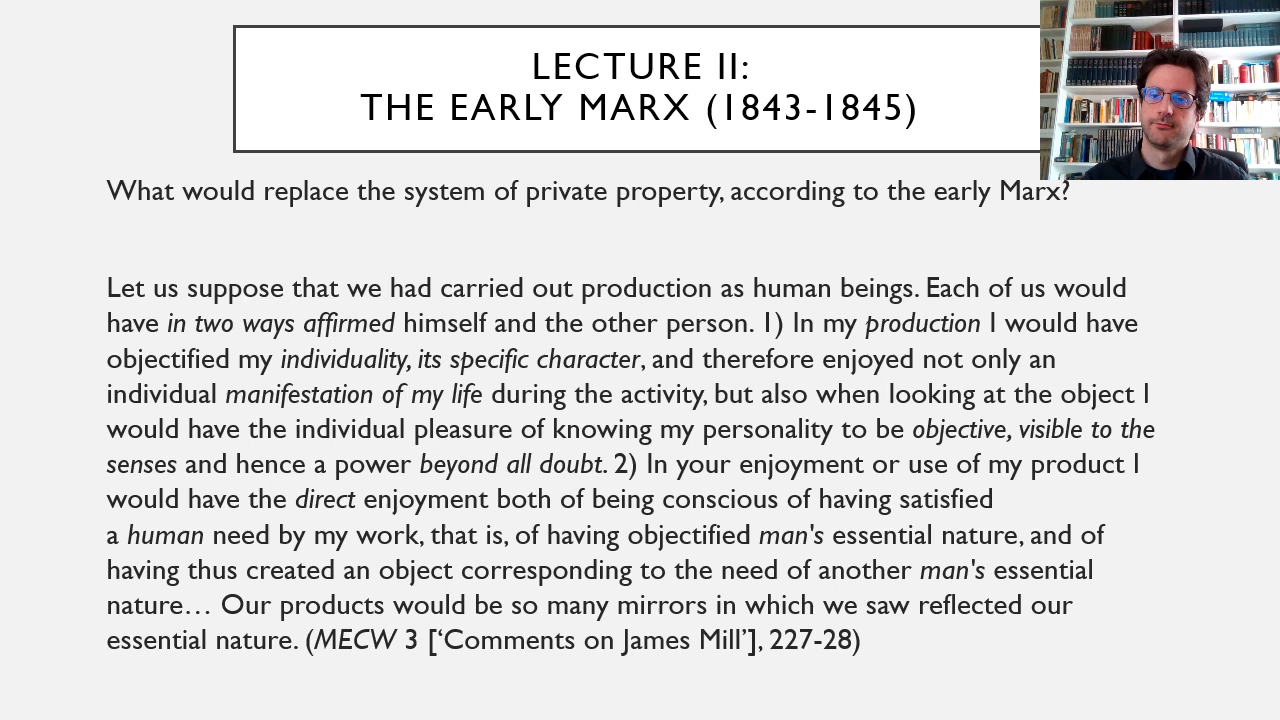 LECTURE II:
THE EARLY MARX (1843-1845)
What would replace the system of private property, according to the early Marx?
Let us suppose that we had carried out production as human beings. Each of us would
have in two ways affirmed himself and the other person. 1) In my production I would have
objectified my individuality, its specific character, and therefore enjoyed not only an
individual manifestation of my life during the activity, but also when looking at the object I
would have the individual pleasure of knowing my personality to be objective, visible to the
senses and hence a power beyond all doubt. 2) In your enjoyment or use of my product I
would have the direct enjoyment both of being conscious of having satisfied
a human need by my work, that is, of having objectified man's essential nature, and of
having thus created an object corresponding to the need of another man's essential
nature… Our products would be so many mirrors in which we saw reflected our
essential nature. (MECW 3 [‘Comments on James Mill’], 227-28)